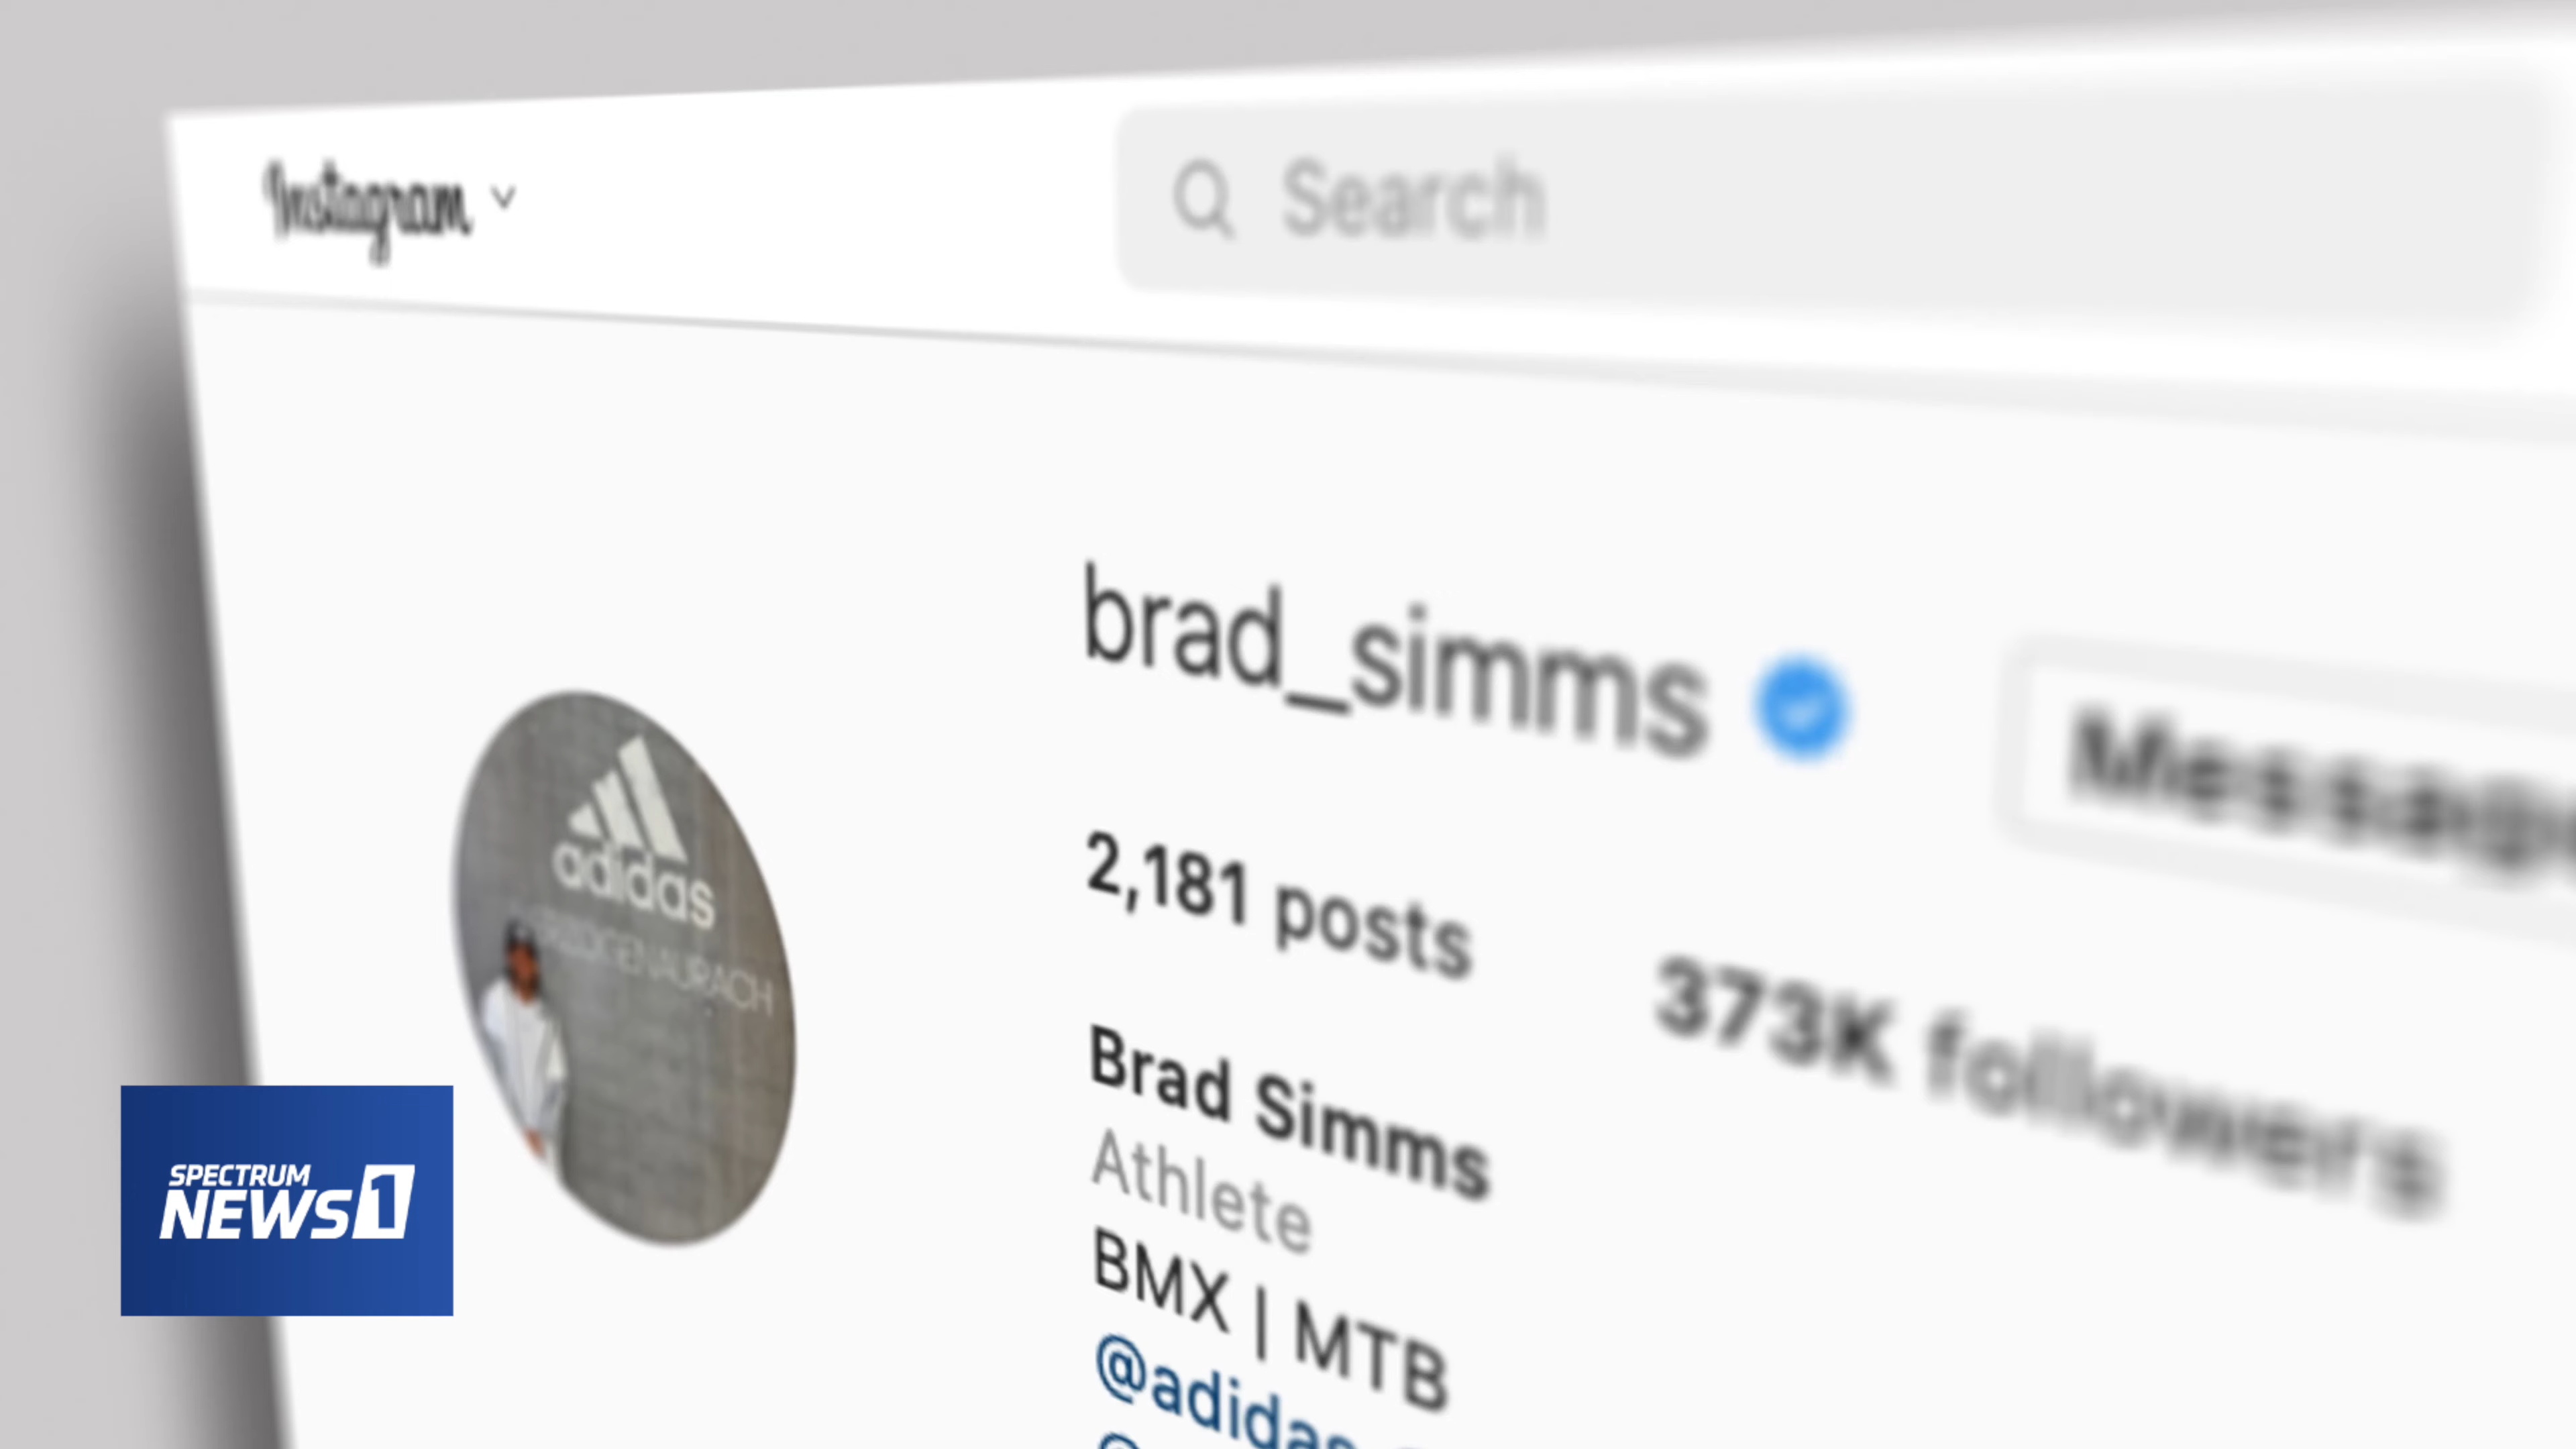 Instagram
Search
brad_simms
Message
2,181 posts
373K followers
adidas
Brad Simms
Athlete
BMX | MTB
@adidas
SPECTRUM
NEWS 1